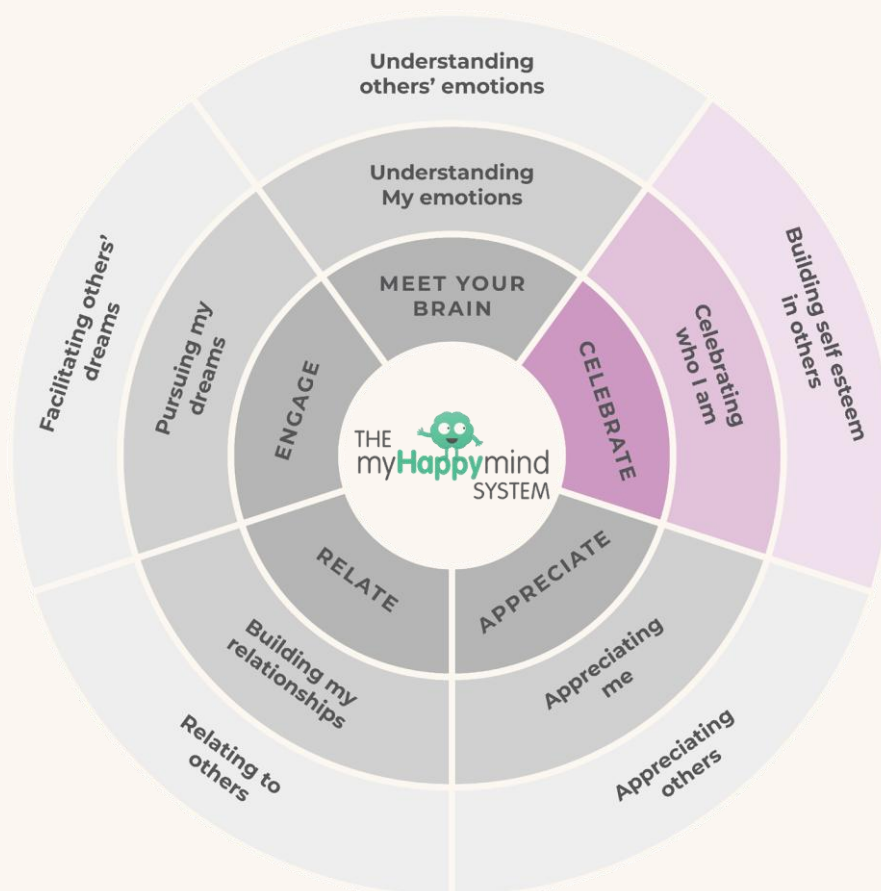 Understanding
others’ emotions
Understanding
My emotions
MEET YOUR
BRAIN
Building self esteem
in others
Celebrating
who I am
CELEBRATE
Appreciating
others
Appreciating
me
APPRECIATE
Relating to
others
Building my
relationships
RELATE
Facilitating others’
dreams
Pursuing my
dreams
ENGAGE
THE
myHappymind
SYSTEM